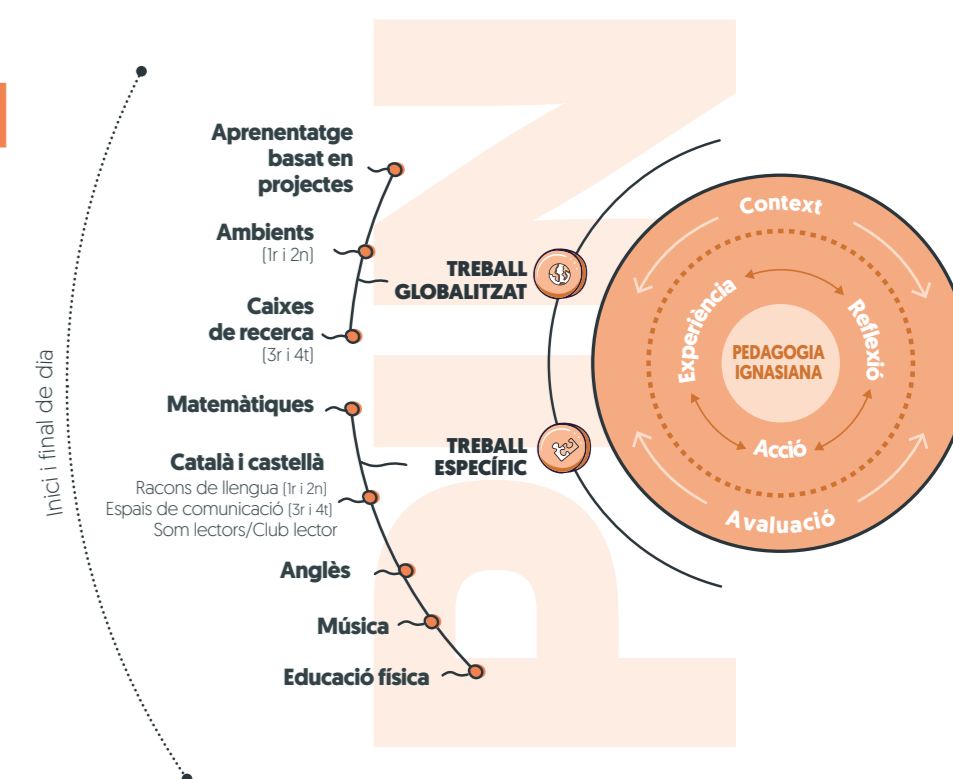 Inici i final de dia
Aprenentatge
basat en
projectes
Ambients
(1r i 2n)
Caixes
de recerca
(3r i 4t)
TREBALL
GLOBALITZAT
Matemàtiques
Català i castellà
Racons de llengua (1r i 2n)
Espais de comunicació (3r i 4t)
Som lectors/Club lector
Anglès
Música
Educació física
TREBALL
ESPECÍFIC
Context
Experiència
Reflexió
PEDAGOGIA
IGNASIANA
Acció
Avaluació
PIN